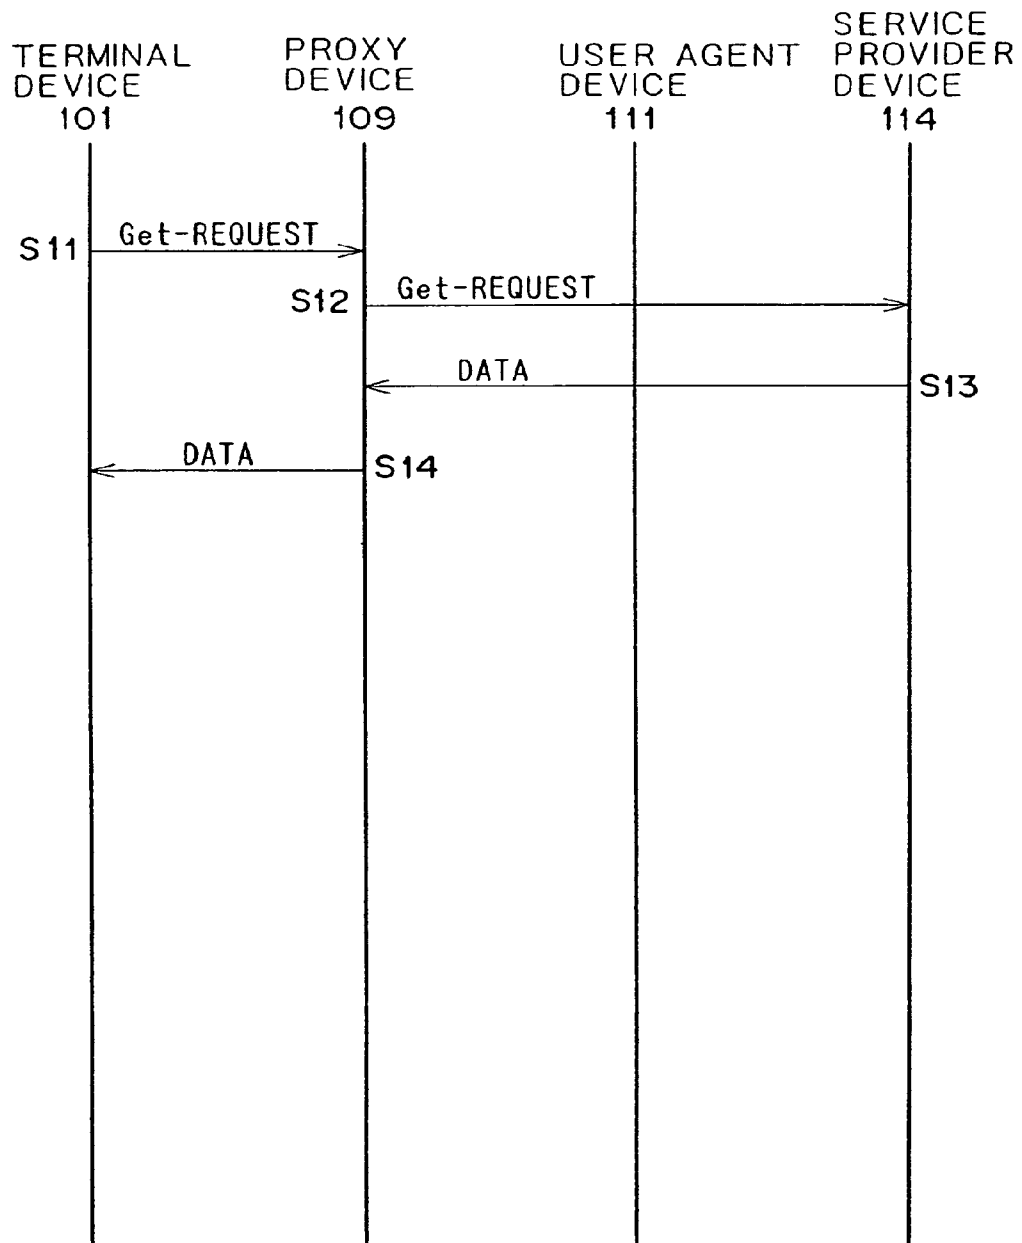 TERMINAL
DEVICE
101
PROXY
DEVICE
109
USER AGENT
DEVICE
111
SERVICE
PROVIDER
DEVICE
114
S11
Get-REQUEST
S12
Get-REQUEST
DATA
S13
DATA
S14